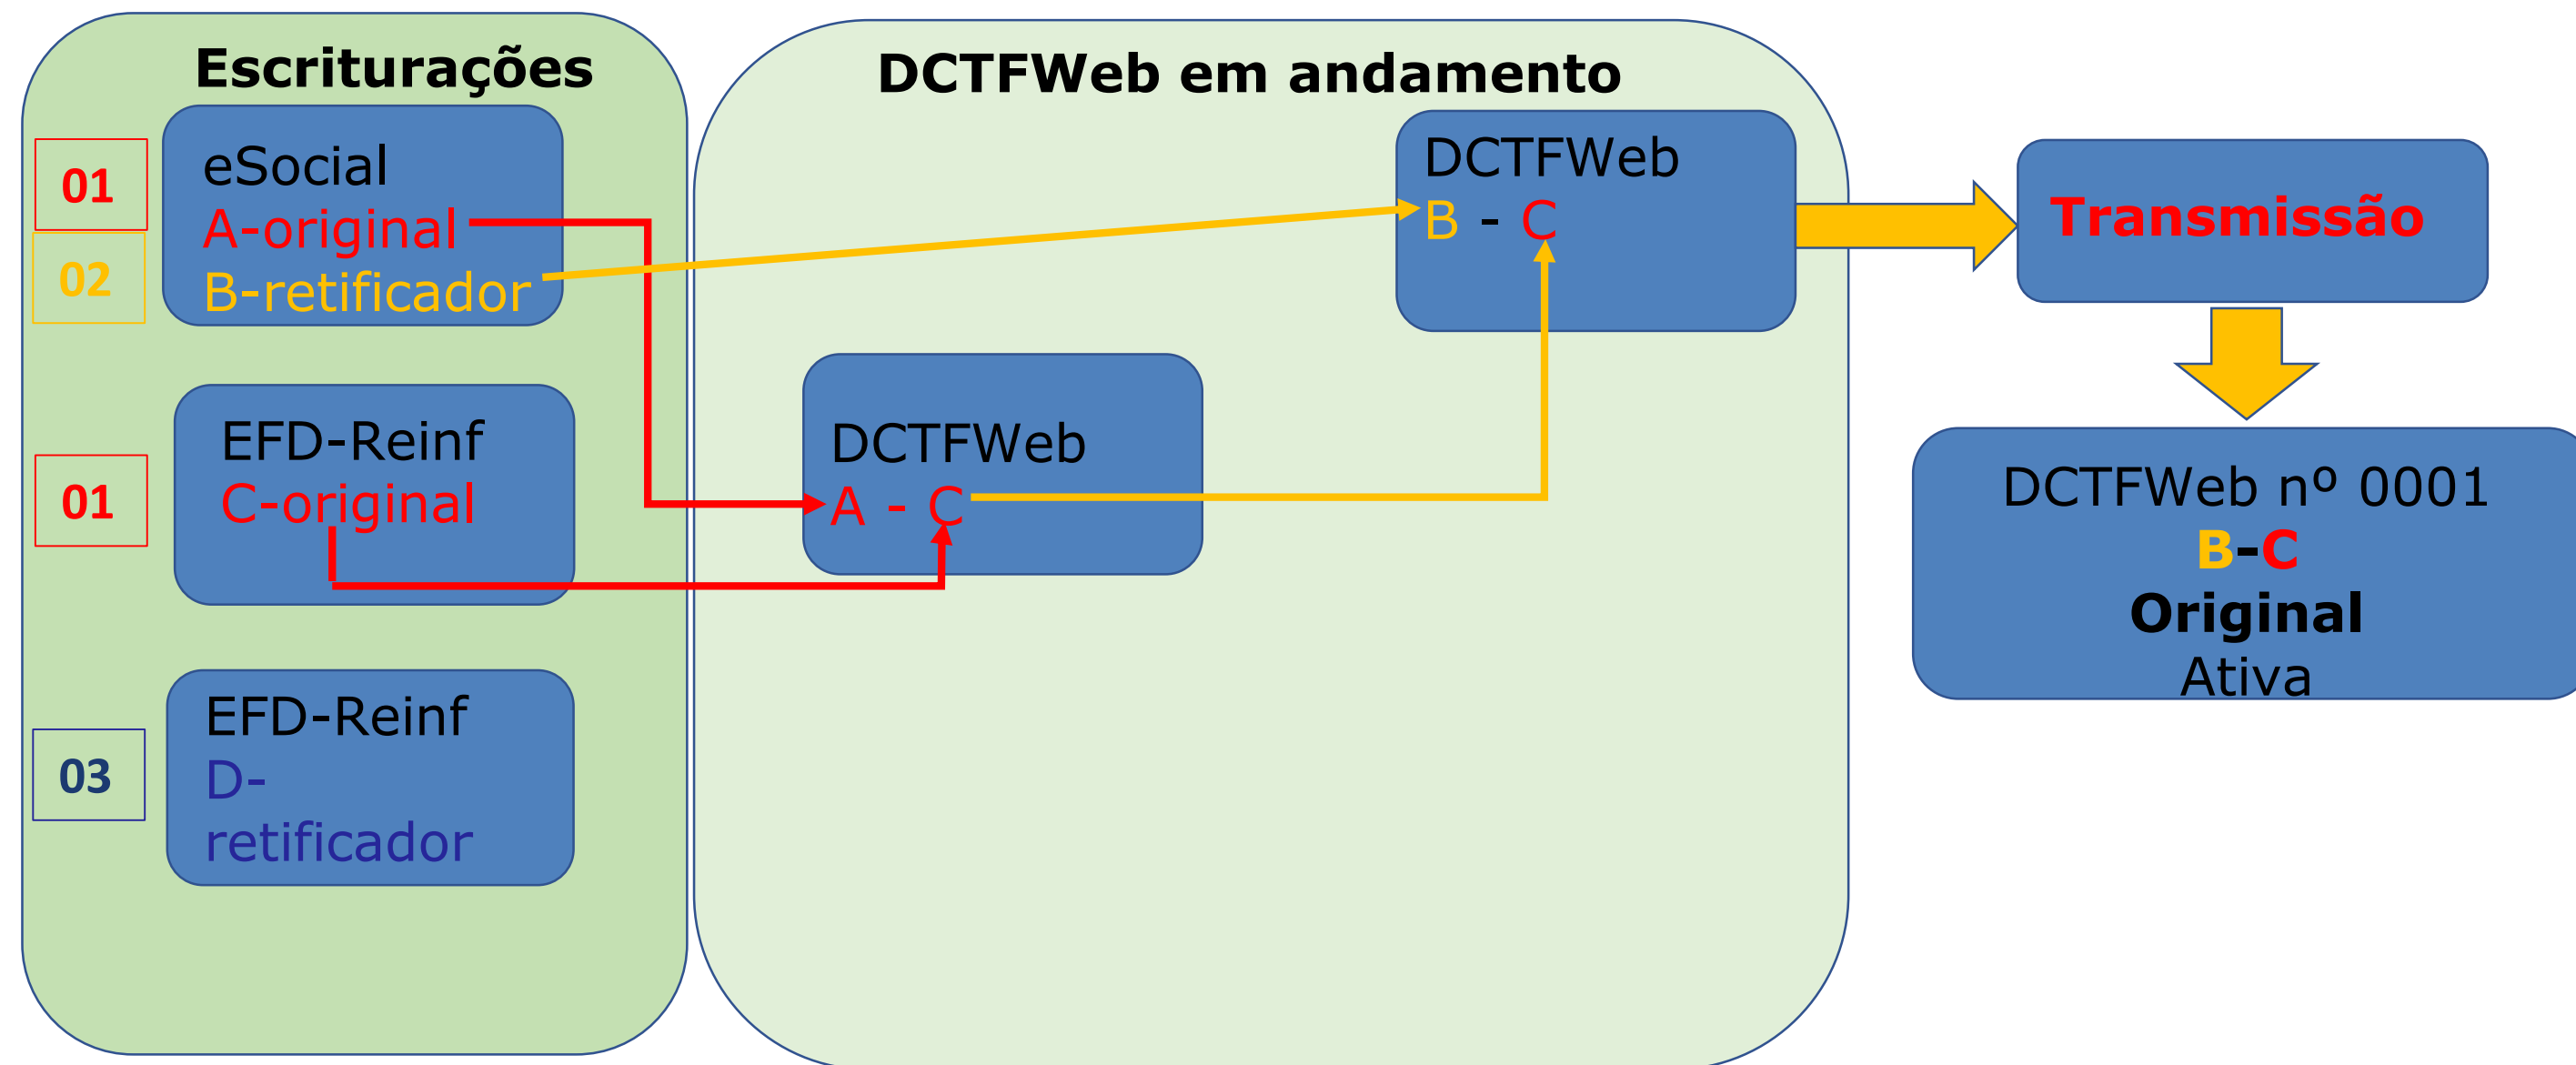 Escriturações
01
02
eSocial
A-original
B-retificador
01
EFD-Reinf
C-original
03
EFD-Reinf
D-
retificador
DCTFWeb em andamento
DCTFWeb
A - C
DCTFWeb
B - C
Transmissão
DCTFWeb nº 0001
B-C
Original
Ativa